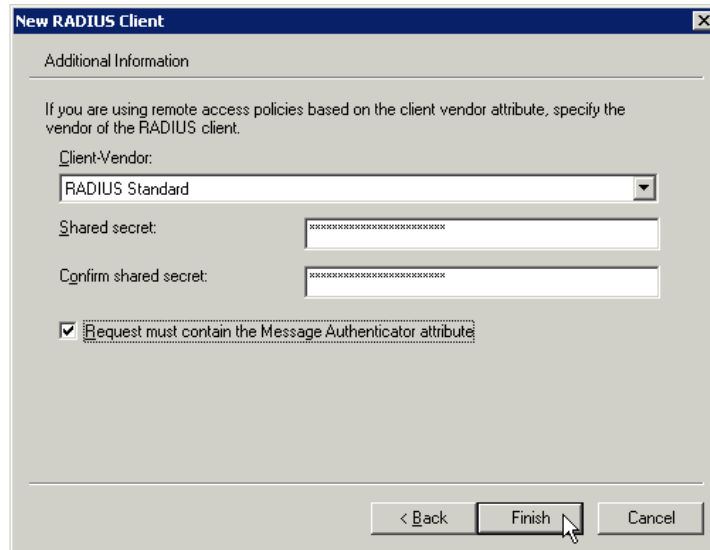 New RADIUS Client
Additional Information
If you are using remote access policies based on the client vendor attribute, specify the
vendor of the RADIUS client.
Client-Vendor:
RADIUS Standard
Shared secret:
Confirm shared secret:
Request must contain the Message Authenticator attribute
< Back
Finish
Cancel